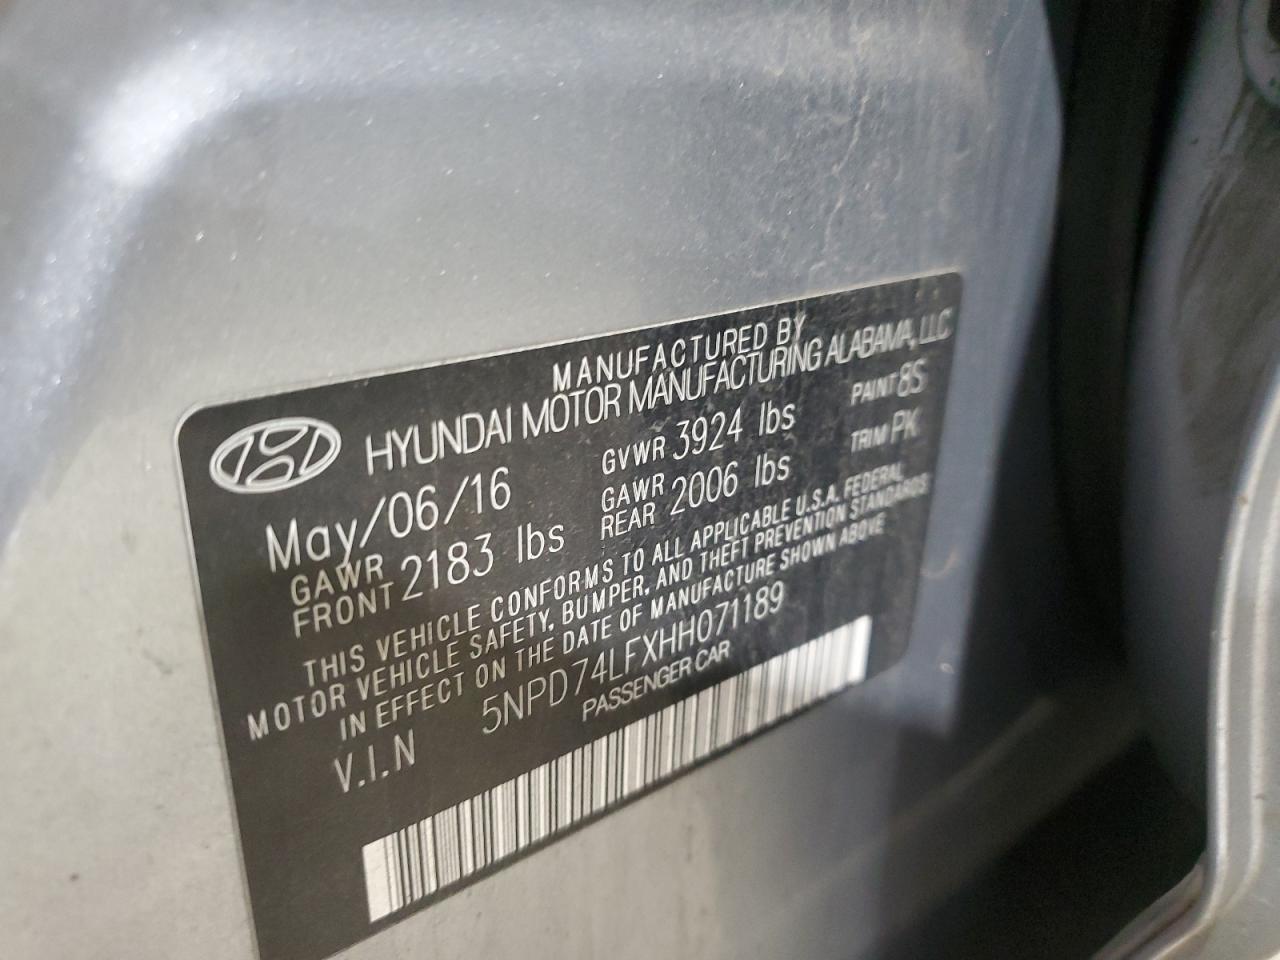 MANUFACTURED BY
HYUNDAI MOTOR MANUFACTURING ALABAMA, LLC
May/06/16 GVWR 3924 lbs PAINT 8S
GAWR FRONT 2183 lbs GAWR REAR 2006 lbs TRIM PK
THIS VEHICLE CONFORMS TO ALL APPLICABLE U.S.A. FEDERAL
MOTOR VEHICLE SAFETY, BUMPER, AND THEFT PREVENTION STANDARDS
IN EFFECT ON THE DATE OF MANUFACTURE SHOWN ABOVE
V.I.N 5NPD74LFXHH071189
PASSENGER CAR